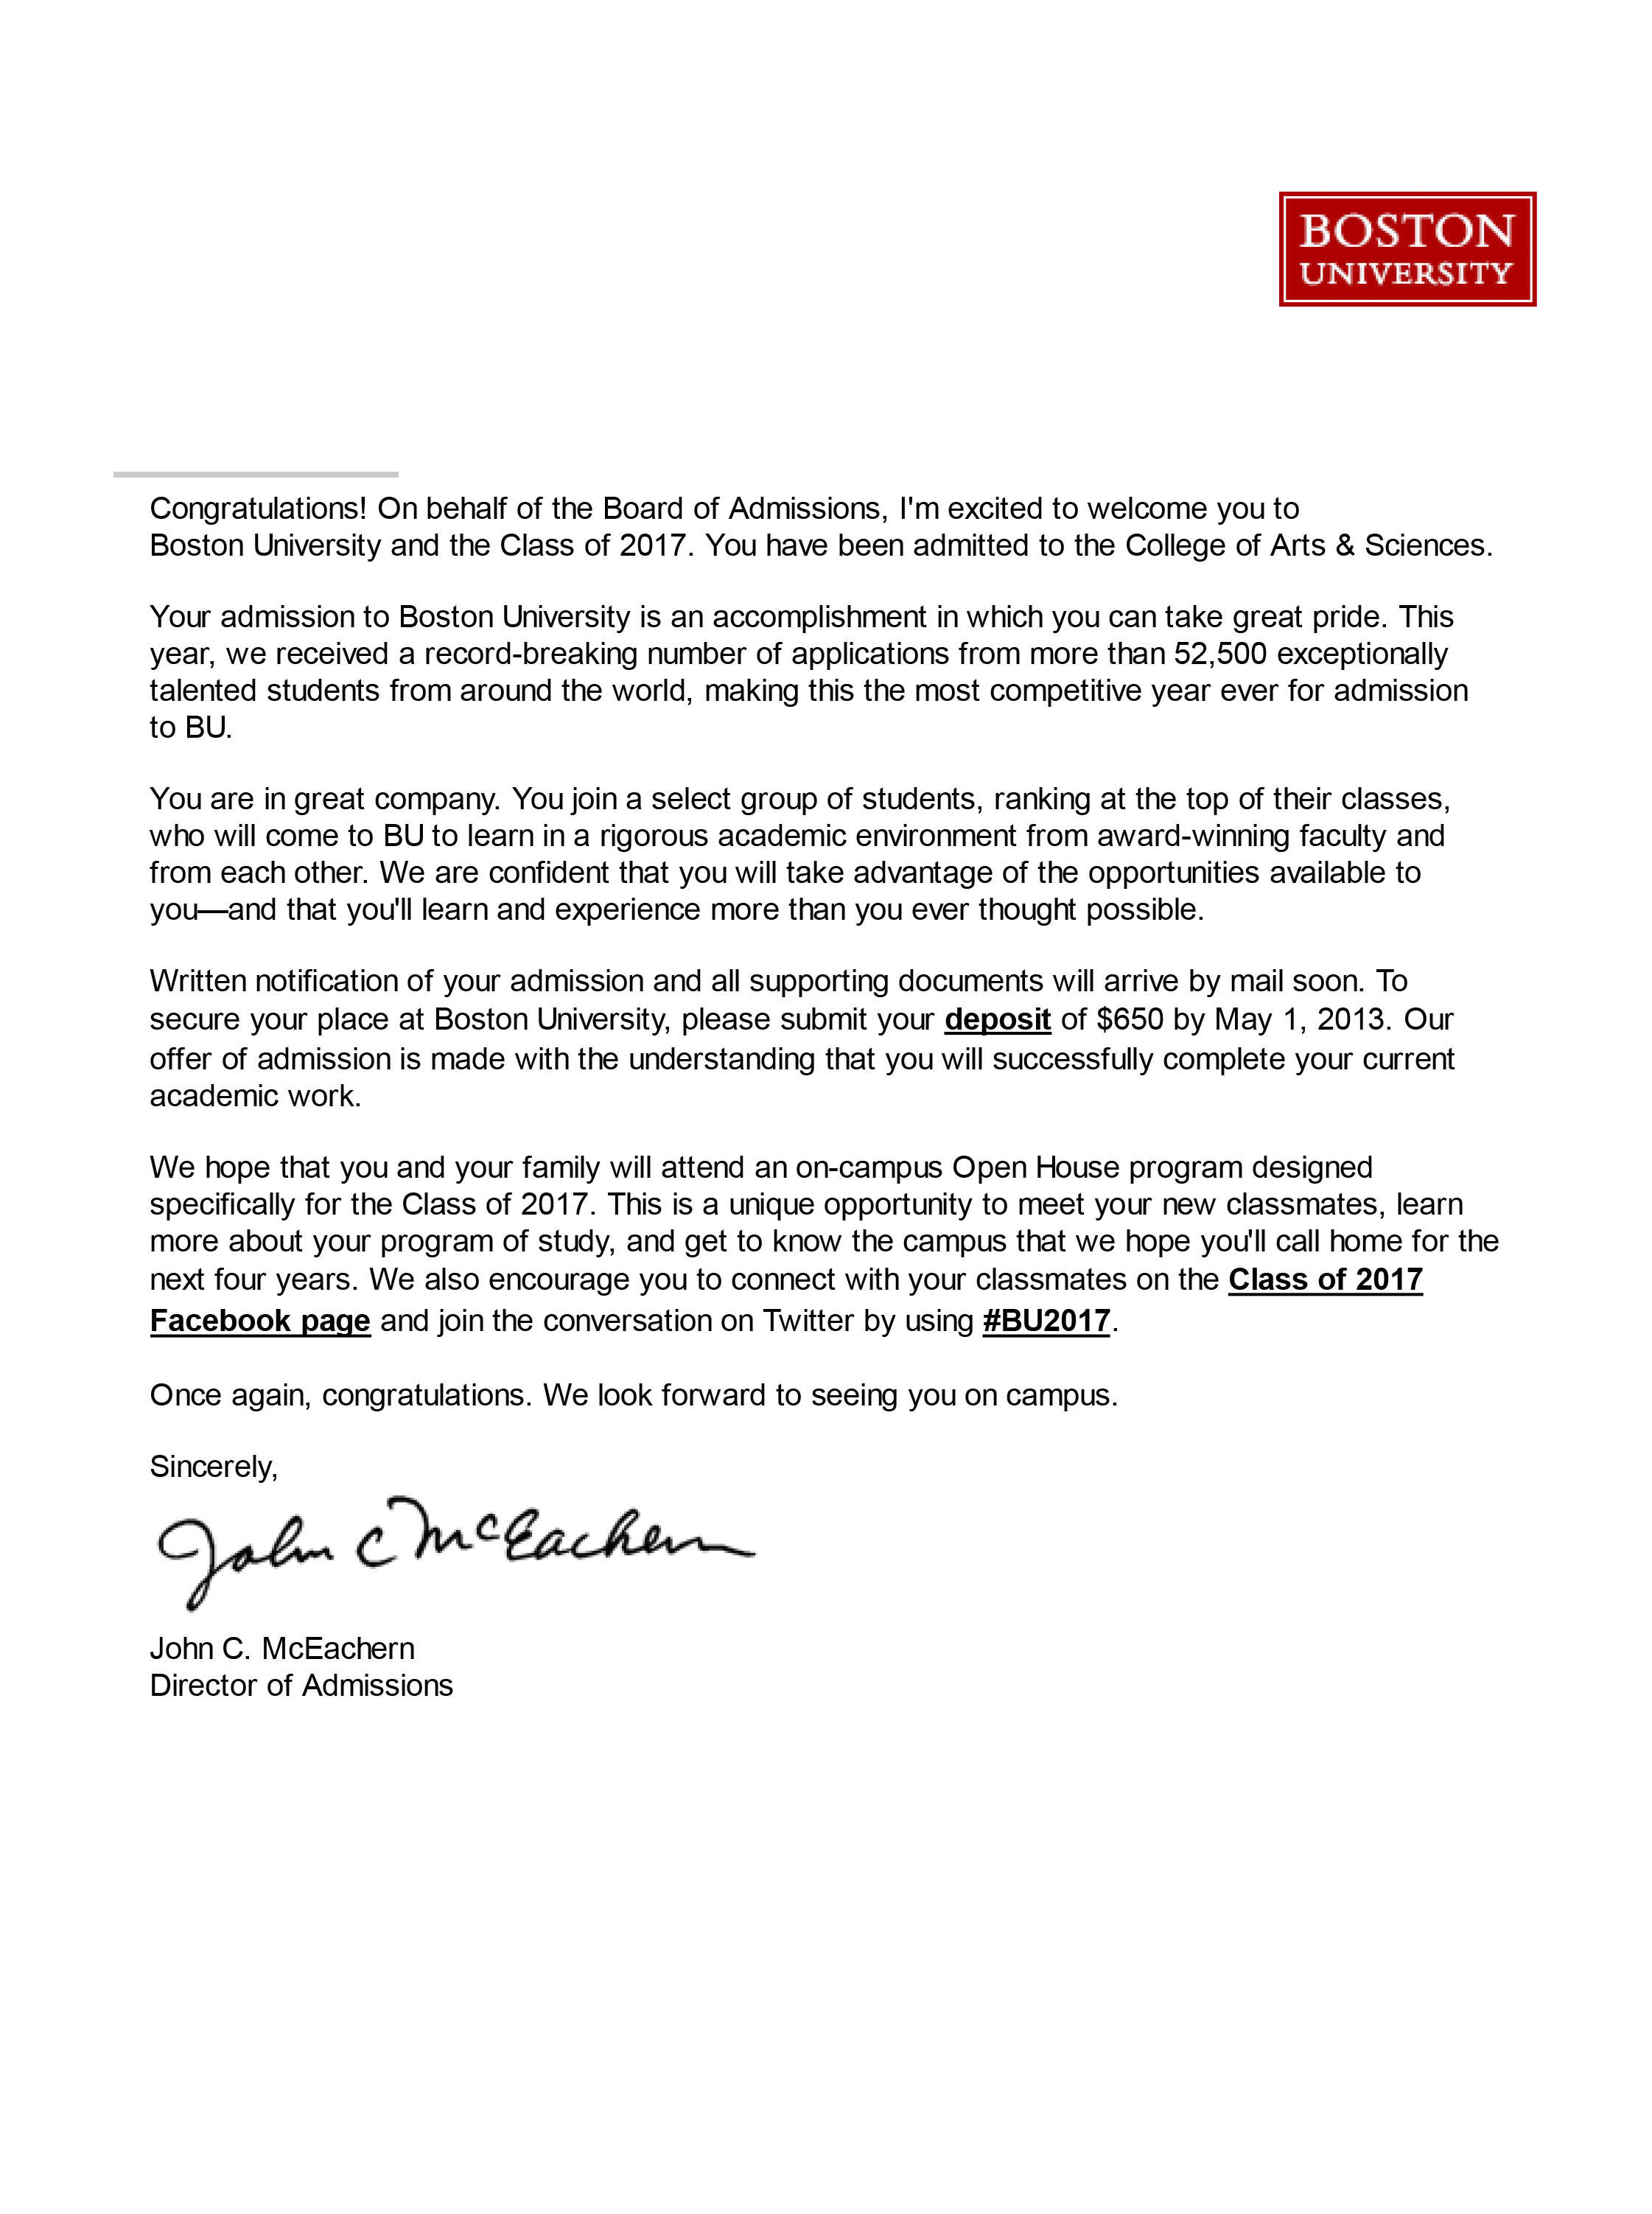 BOSTON
UNIVERSITY
Congratulations! On behalf of the Board of Admissions, I'm excited to welcome you to
Boston University and the Class of 2017. You have been admitted to the College of Arts & Sciences.
Your admission to Boston University is an accomplishment in which you can take great pride. This
year, we received a record-breaking number of applications from more than 52,500 exceptionally
talented students from around the world, making this the most competitive year ever for admission
to BU.
You are in great company. You join a select group of students, ranking at the top of their classes,
who will come to BU to learn in a rigorous academic environment from award-winning faculty and
from each other. We are confident that you will take advantage of the opportunities available to
you—and that you'll learn and experience more than you ever thought possible.
Written notification of your admission and all supporting documents will arrive by mail soon. To
secure your place at Boston University, please submit your deposit of $650 by May 1, 2013. Our
offer of admission is made with the understanding that you will successfully complete your current
academic work.
We hope that you and your family will attend an on-campus Open House program designed
specifically for the Class of 2017. This is a unique opportunity to meet your new classmates, learn
more about your program of study, and get to know the campus that we hope you'll call home for the
next four years. We also encourage you to connect with your classmates on the Class of 2017
Facebook page and join the conversation on Twitter by using #BU2017.
Once again, congratulations. We look forward to seeing you on campus.
Sincerely,
John C McEachern
John C. McEachern
Director of Admissions